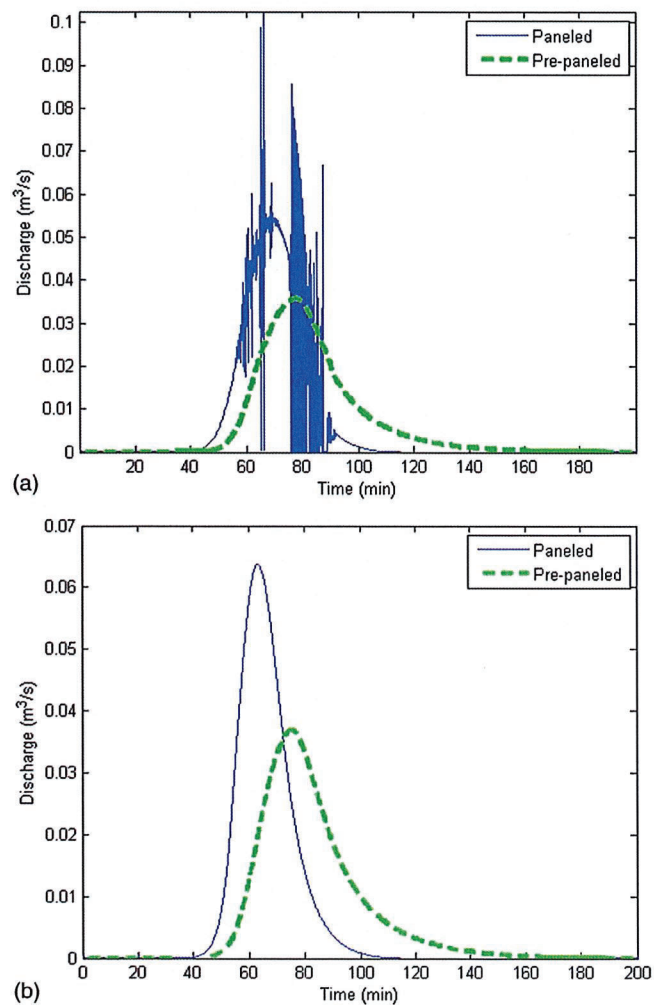 0.1
0.09
0.08
0.07
0.06
0.05
0.04
0.03
0.02
0.01
0
Discharge (m³/s)
Paneled
Pre-paneled
20 40 60 80 100 120 140 160 180
Time (min)
(a)
0.07
0.06
0.05
0.04
0.03
0.02
0.01
0
Discharge (m³/s)
Paneled
Pre-paneled
0 20 40 60 80 100 120 140 160 180 200
Time (min)
(b)